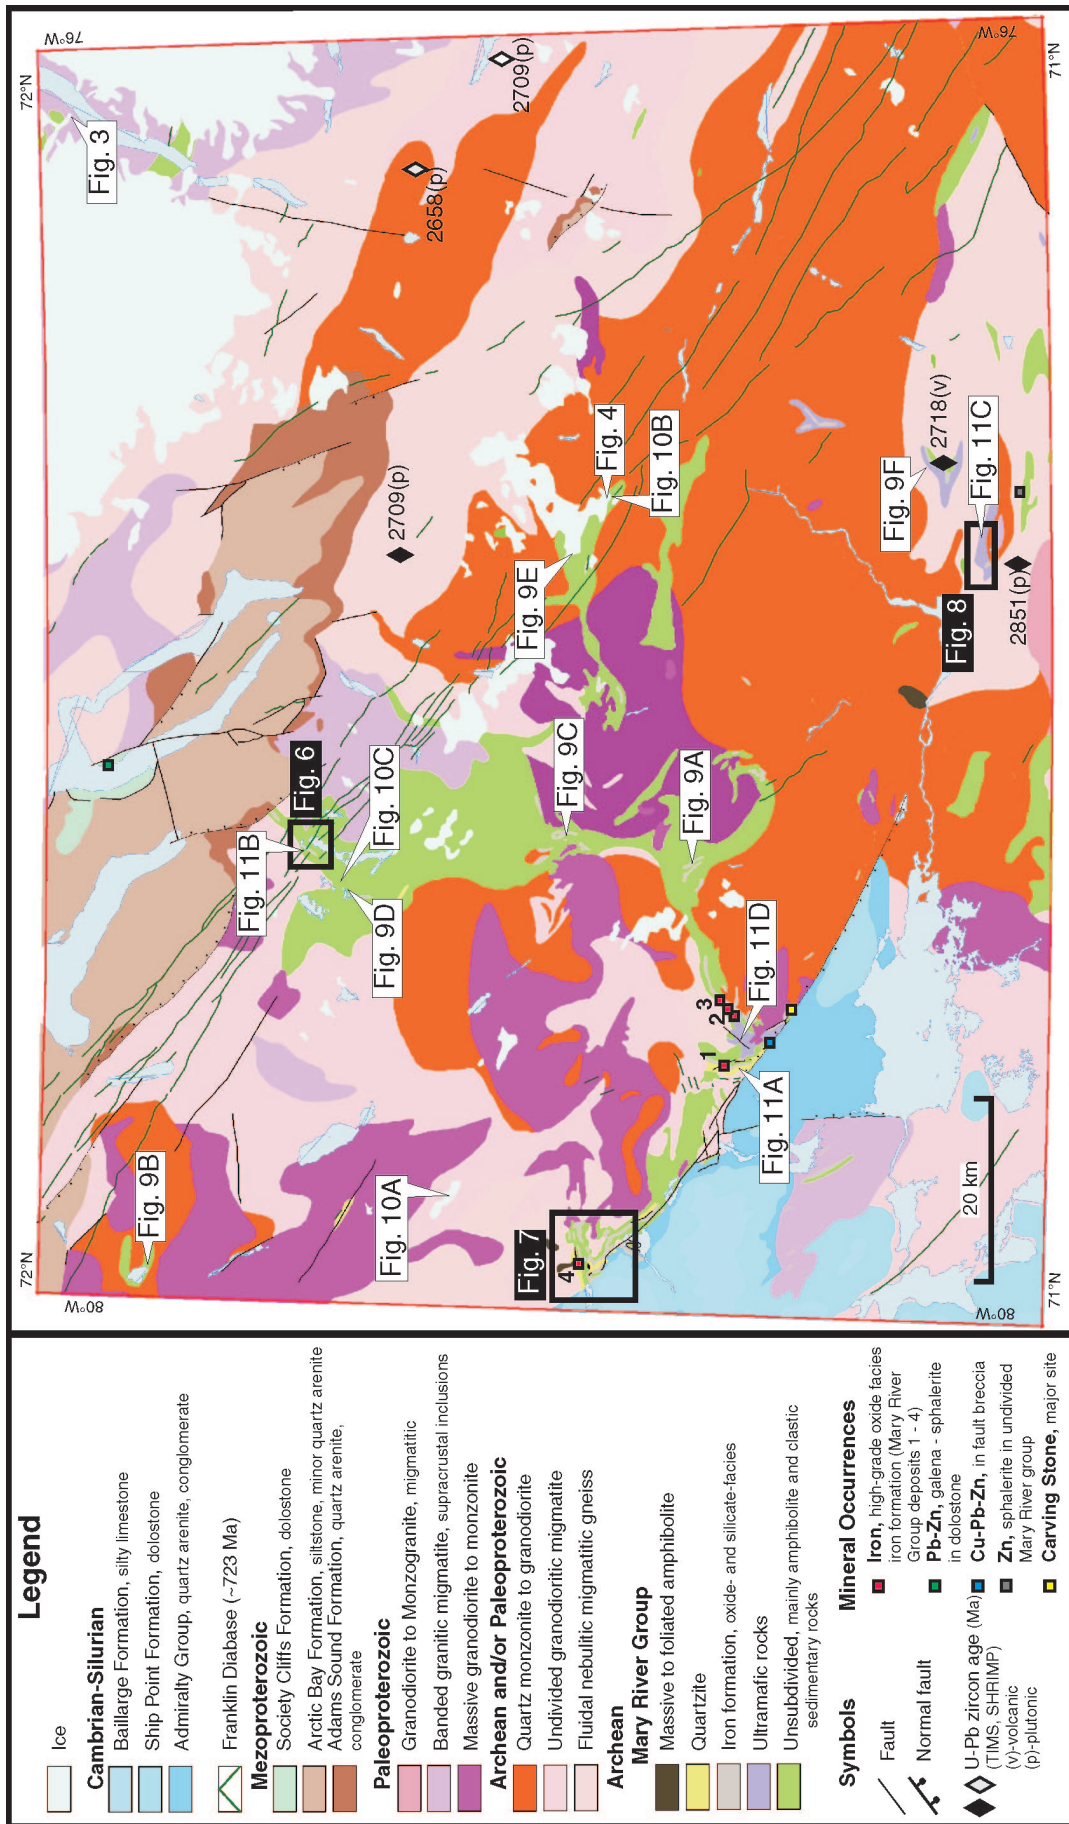 Legend
Ice
Cambrian-Silurian
Baillarge Formation, silty limestone
Ship Point Formation, dolostone
Admiralty Group, quartz arenite, conglomerate
Franklin Diabase (~723 Ma)
Mezoproterozoic
Society Cliffs Formation, dolostone
Arctic Bay Formation, siltstone, minor quartz arenite
Adams Sound Formation, quartz arenite,
conglomerate
Paleoproterozoic
Granodiorite to Monzogranite, migmatitic
Banded granitic migmatite, supracrustal inclusions
Massive granodiorite to monzonite
Archean and/or Paleoproterozoic
Quartz monzonite to granodiorite
Undivided granodioritic migmatite
Fluidal nebulitic migmatitic gneiss
Archean
Mary River Group
Massive to foliated amphibolite
Quartzite
Iron formation, oxide- and silicate-facies
Ultramafic rocks
Unsubdivided, mainly amphibolite and clastic
sedimentary rocks
Symbols
Fault
Normal fault
U-Pb zircon age (Ma)
(TIMS, SHRIMP)
(v)-volcanic
(p)-plutonic
Mineral Occurrences
Iron, high-grade oxide facies
iron formation (Mary River
Group deposits 1 - 4)
Pb-Zn, galena - sphalerite
in dolostone
Cu-Pb-Zn, in fault breccia
Zn, sphalerite in undivided
Mary River group
Carving Stone, major site
72°N
80°W
72°N
76°W
71°N
80°W
71°N
76°W
Fig. 3
2709(p)
2658(p)
2709(p)
Fig. 6
Fig. 11B
Fig. 10C
Fig. 9D
Fig. 9B
Fig. 10A
Fig. 4
Fig. 10B
Fig. 9E
Fig. 9C
Fig. 9A
Fig. 7
4
3
2
1
Fig. 11D
Fig. 11A
Fig. 9F
2718(v)
Fig. 11C
Fig. 8
2851(p)
20 km